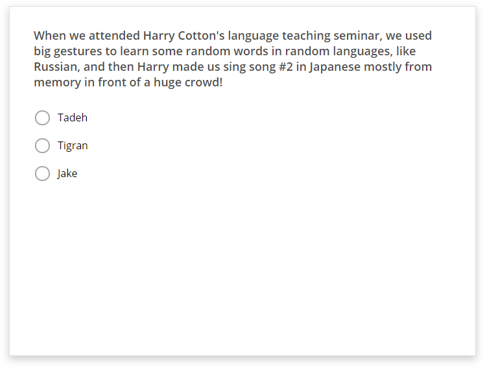 When we attended Harry Cotton's language teaching seminar, we used
big gestures to learn some random words in random languages, like
Russian, and then Harry made us sing song #2 in Japanese mostly from
memory in front of a huge crowd!
Tadeh
Tigran
Jake